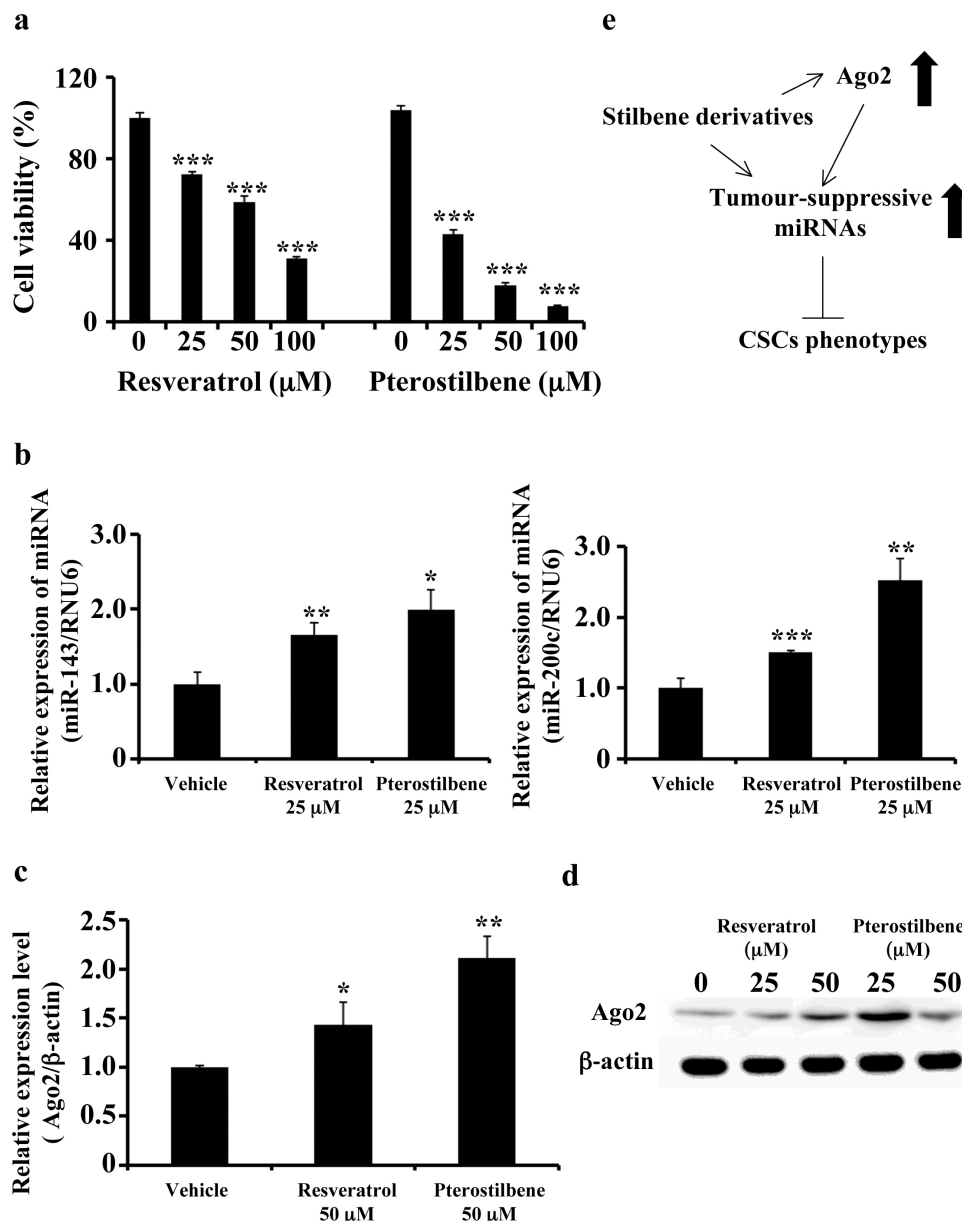 a
Cell viability (%)
120
80
40
0
***
***
***
***
***
***
0 25 50 100 0 25 50 100
Resveratrol (μM) Pterostilbene (μM)
e
Ago2
Stilbene derivatives
Tumour-suppressive
miRNAs
CSCs phenotypes
b
Relative expression of miRNA
(miR-143/RNU6)
3.0
2.0
1.0
0
**
*
Vehicle Resveratrol Pterostilbene
25 μM 25 μM
Relative expression of miRNA
(miR-200c/RNU6)
3.0
2.0
1.0
0
***
**
Vehicle Resveratrol Pterostilbene
25 μM 25 μM
c
Relative expression level
( Ago2/β-actin)
2.5
2.0
1.5
1.0
0.5
0
*
**
Vehicle Resveratrol Pterostilbene
50 μM 50 μM
d
Resveratrol Pterostilbene
(μM) (μM)
0 25 50 25 50
Ago2
β-actin